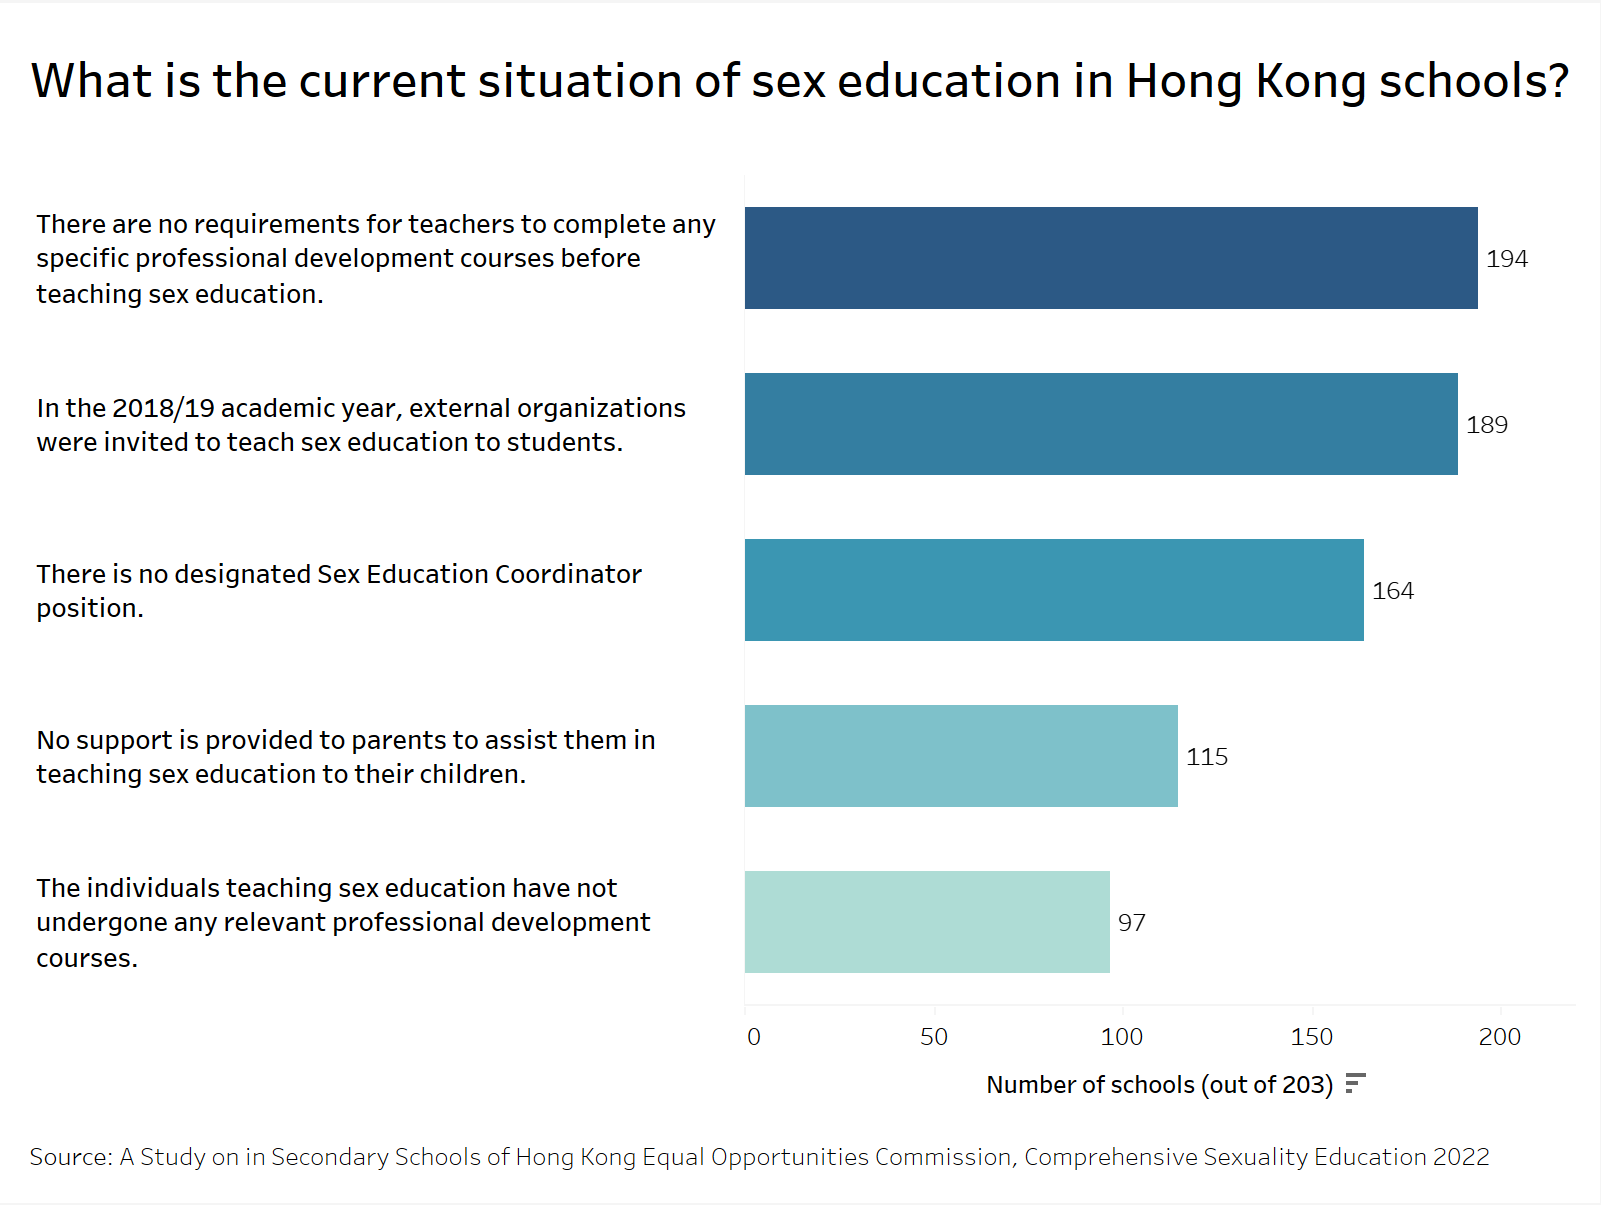 What is the current situation of sex education in Hong Kong schools?
There are no requirements for teachers to complete any
specific professional development courses before
teaching sex education.
194
In the 2018/19 academic year, external organizations
were invited to teach sex education to students.
189
There is no designated Sex Education Coordinator
position.
164
No support is provided to parents to assist them in
teaching sex education to their children.
115
The individuals teaching sex education have not
undergone any relevant professional development
courses.
97
0 50 100 150 200
Number of schools (out of 203)
Source: A Study on in Secondary Schools of Hong Kong Equal Opportunities Commission, Comprehensive Sexuality Education 2022